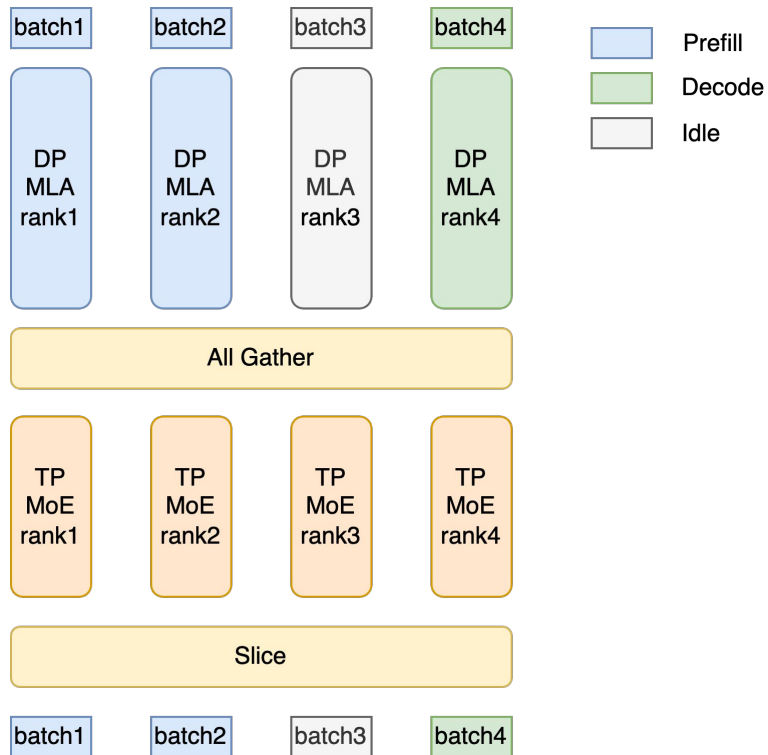 batch1
batch2
batch3
batch4
Prefill
Decode
Idle
DP
MLA
rank1
DP
MLA
rank2
DP
MLA
rank3
DP
MLA
rank4
All Gather
TP
MoE
rank1
TP
MoE
rank2
TP
MoE
rank3
TP
MoE
rank4
Slice
batch1
batch2
batch3
batch4